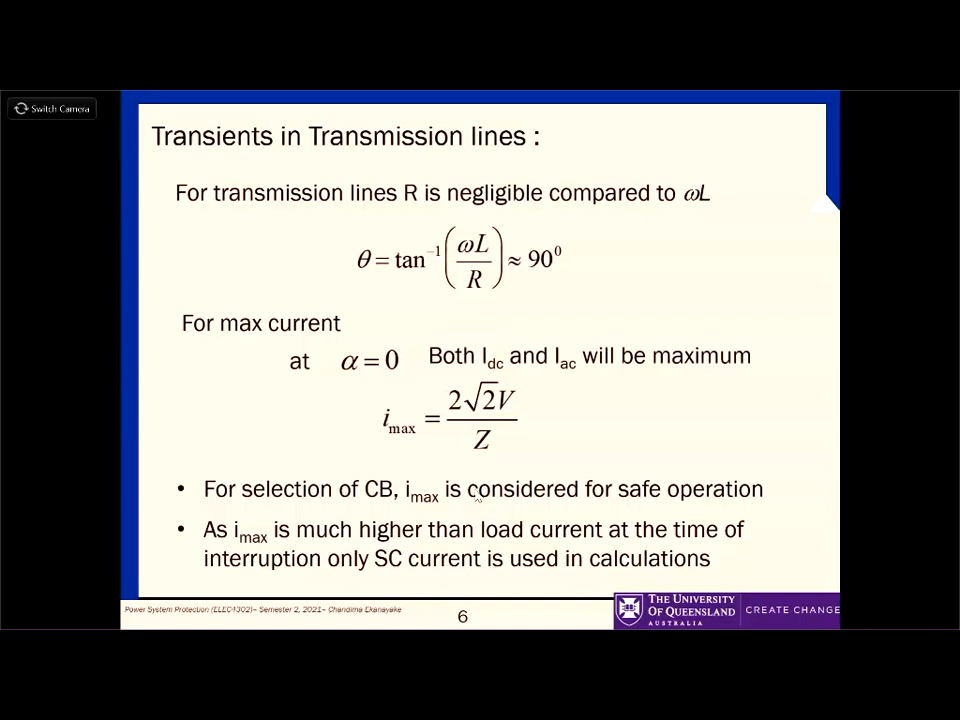 Switch Camera
Transients in Transmission lines :
For transmission lines R is negligible compared to ωL
θ = tan⁻¹(ωL/R) ≈ 90⁰
For max current
at α = 0 Both I_dc and I_ac will be maximum
i_max = 2√2V/Z
• For selection of CB, i_max is considered for safe operation
• As i_max is much higher than load current at the time of
interruption only SC current is used in calculations
Power System Protection (ELEC4302)– Semester 2, 2021– Chandima Ekanayake
6
THE UNIVERSITY
OF QUEENSLAND
AUSTRALIA
CREATE CHANGE